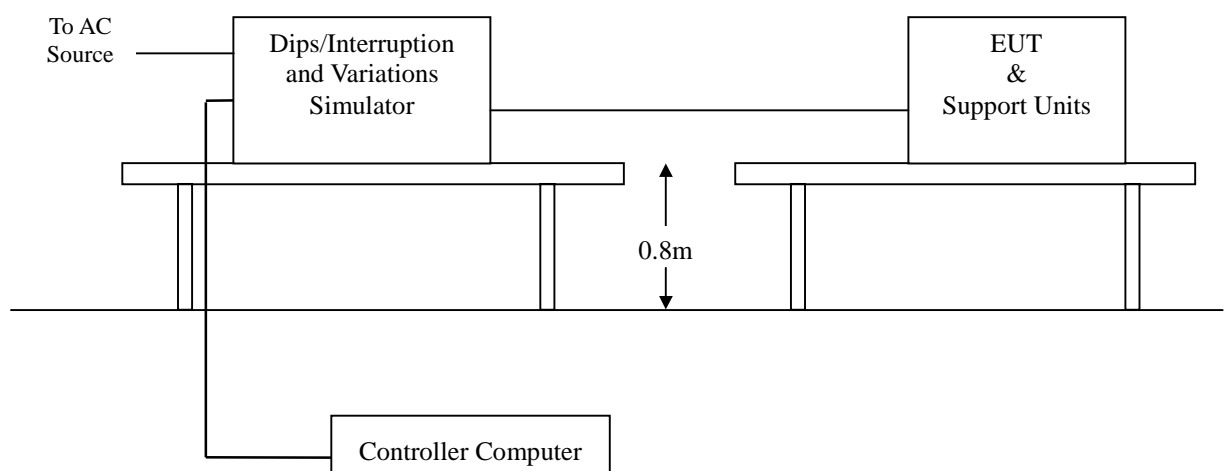 To AC
Source
Dips/Interruption
and Variations
Simulator
EUT
&
Support Units
0.8m
Controller Computer